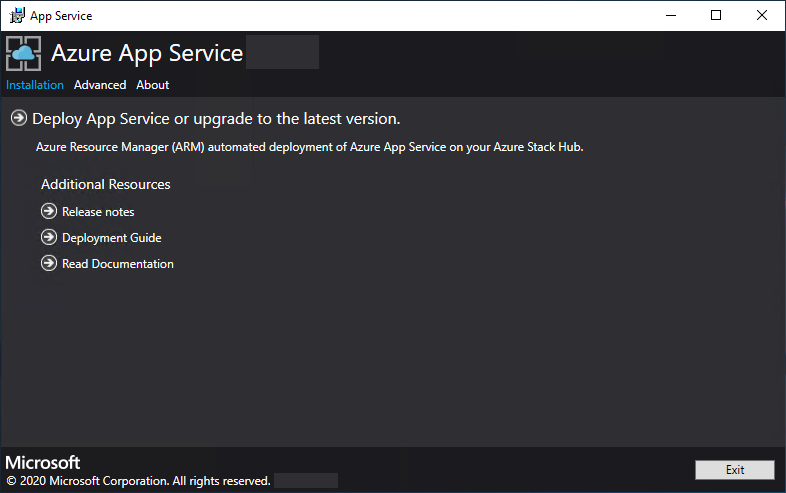 App Service
Azure App Service
Installation Advanced About
Deploy App Service or upgrade to the latest version.
Azure Resource Manager (ARM) automated deployment of Azure App Service on your Azure Stack Hub.
Additional Resources
Release notes
Deployment Guide
Read Documentation
Microsoft
© 2020 Microsoft Corporation. All rights reserved.
Exit